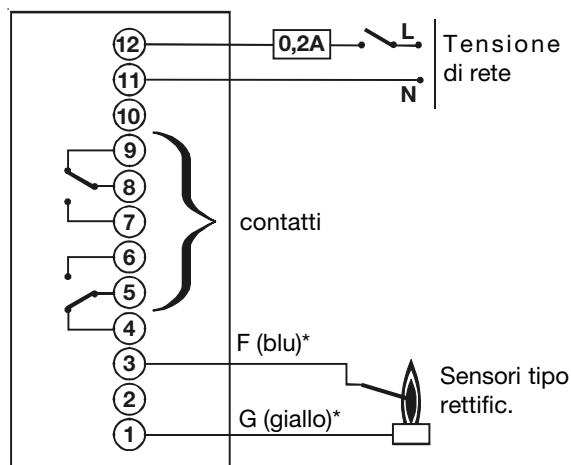 12
0,2A
L
Tensione
di rete
11
N
10
9
8
7
contatti
6
5
4
F (blu)*
3
Sensori tipo
rettific.
2
G (giallo)*
1